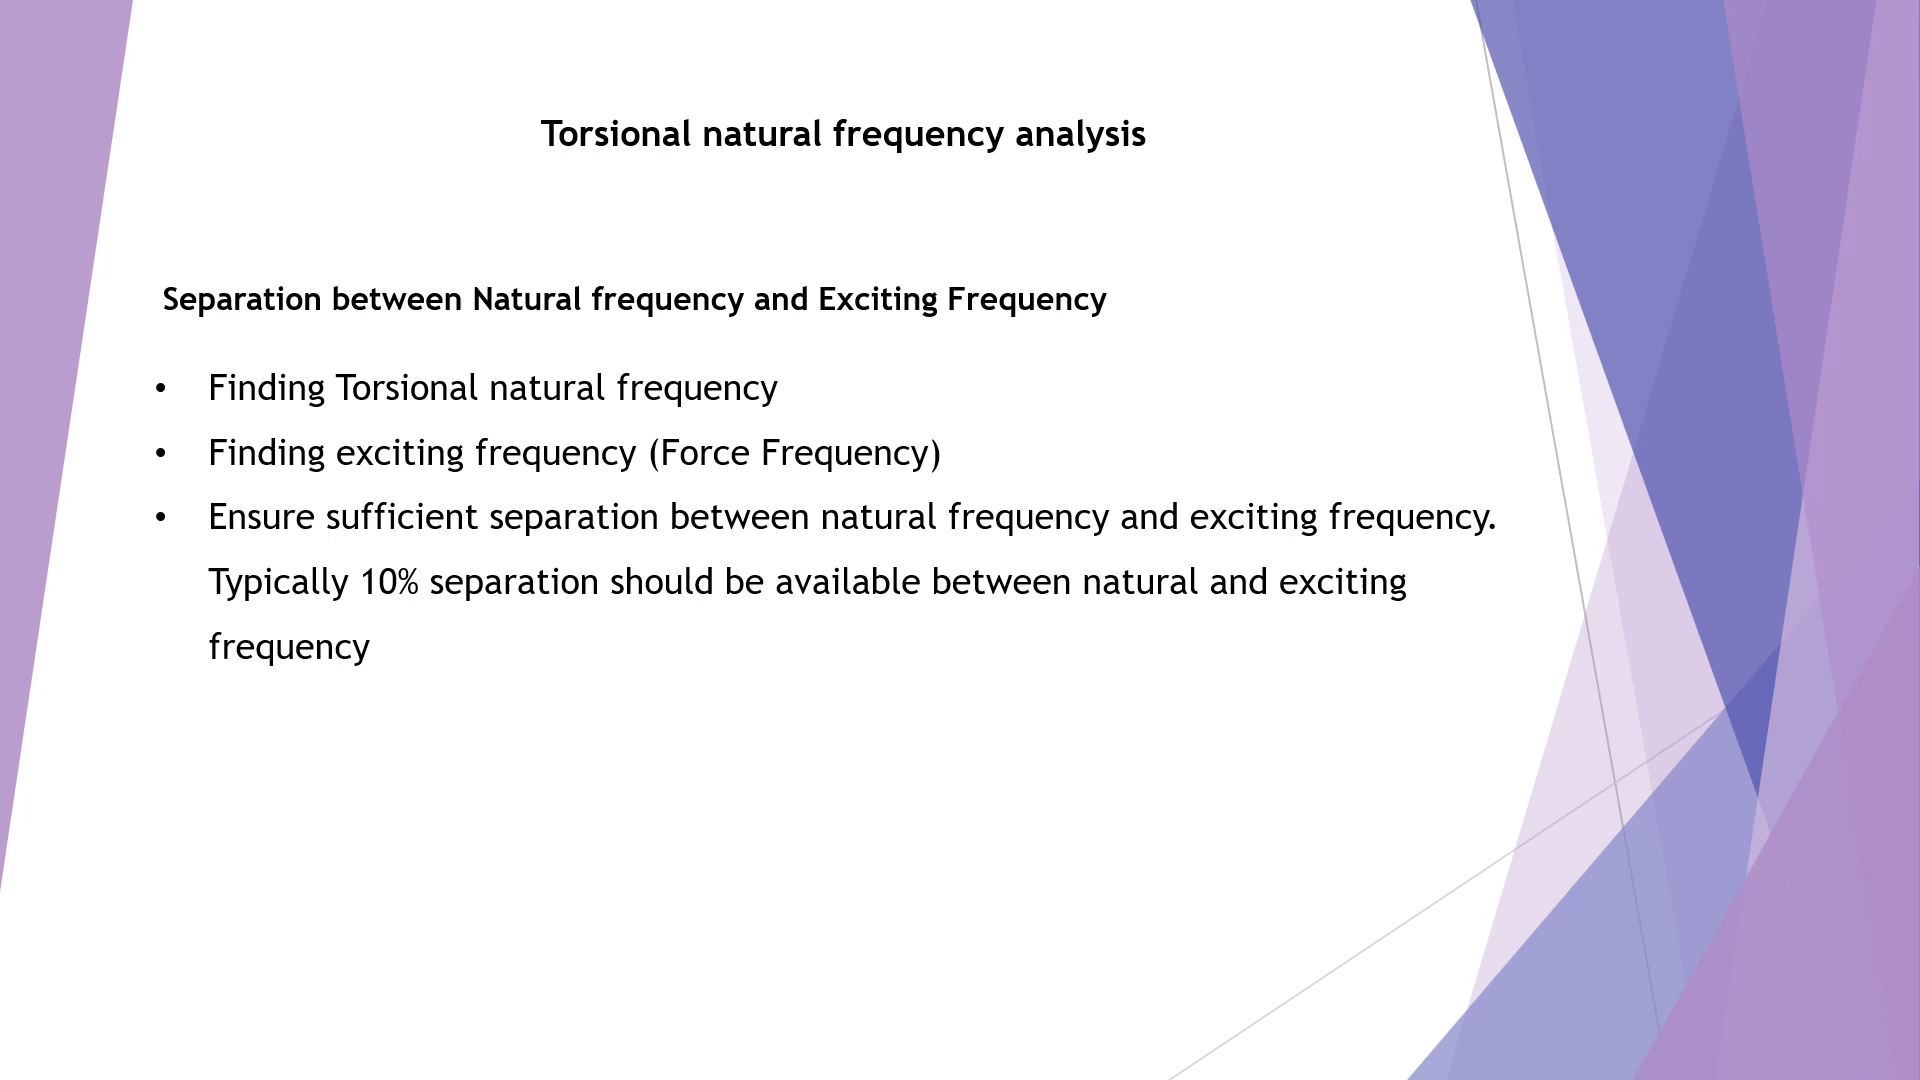 Torsional natural frequency analysis
Separation between Natural frequency and Exciting Frequency
• Finding Torsional natural frequency
• Finding exciting frequency (Force Frequency)
• Ensure sufficient separation between natural frequency and exciting frequency.
Typically 10% separation should be available between natural and exciting
frequency